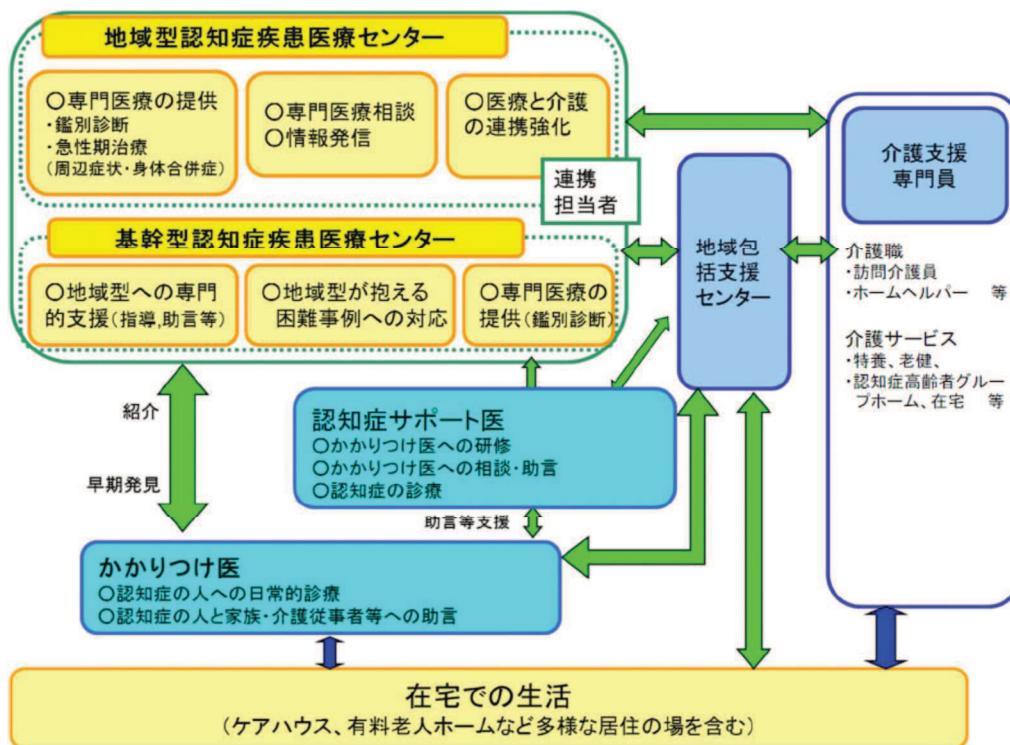 地域型認知症疾患医療センター
〇専門医療の提供
・鑑別診断
・急性期治療
(周辺症状・身体合併症)
〇専門医療相談
〇情報発信
〇医療と介護
の連携強化
連携
担当者
基幹型認知症疾患医療センター
〇地域型への専門
的支援(指導,助言等)
〇地域型が抱える
困難事例への対応
〇専門医療の
提供(鑑別診断)
地域包
括支援
センター
介護支援
専門員
介護職
・訪問介護員
・ホームヘルパー 等
介護サービス
・特養、老健、
・認知症高齢者グルー
プホーム、在宅 等
紹介
早期発見
認知症サポート医
〇かかりつけ医への研修
〇かかりつけ医への相談・助言
〇認知症の診療
助言等支援
かかりつけ医
〇認知症の人への日常的診療
〇認知症の人と家族・介護従事者等への助言
在宅での生活
(ケアハウス、有料老人ホームなど多様な居住の場を含む)